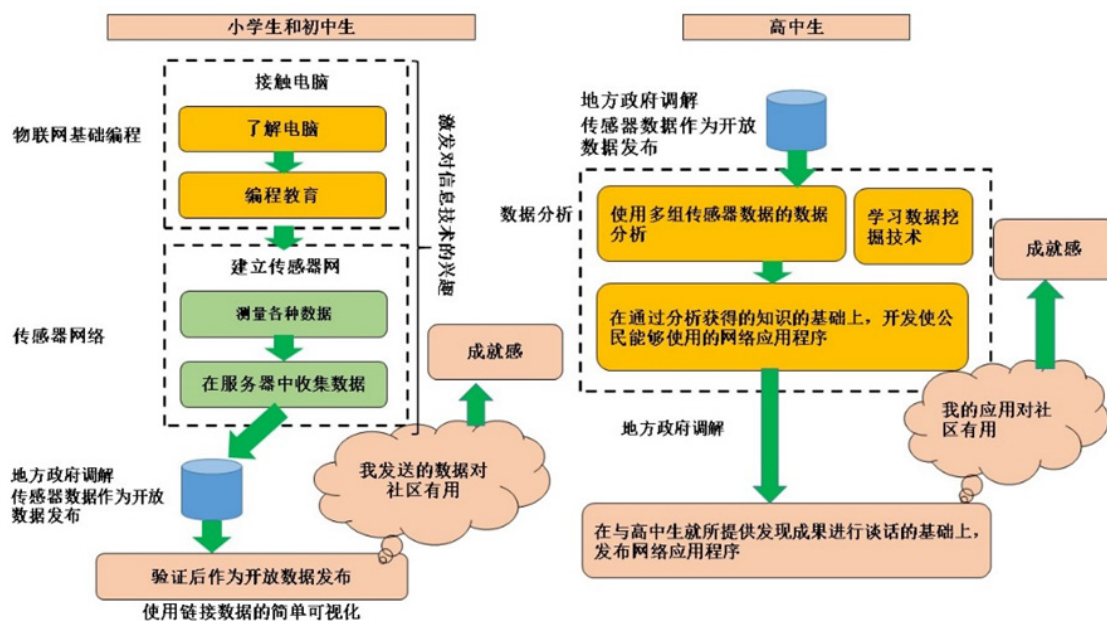 小学生和初中生
接触电脑
物联网基础编程
了解电脑
编程教育
激发对信息技术的兴趣
建立传感器网
传感器网络
测量各种数据
在服务器中收集数据
成就感
我发送的数据对
社区有用
地方政府调解
传感器数据作为开放
数据发布
验证后作为开放数据发布
使用链接数据的简单可视化
高中生
地方政府调解
传感器数据作为开放
数据发布
数据分析
使用多组传感器数据的数据
分析
学习数据挖
掘技术
成就感
在通过分析获得的知识的基础上，开发使公
民能够使用的网络应用程序
我的应用对社
区有用
地方政府调解
在与高中生就所提供发现成果进行谈话的基础上，
发布网络应用程序